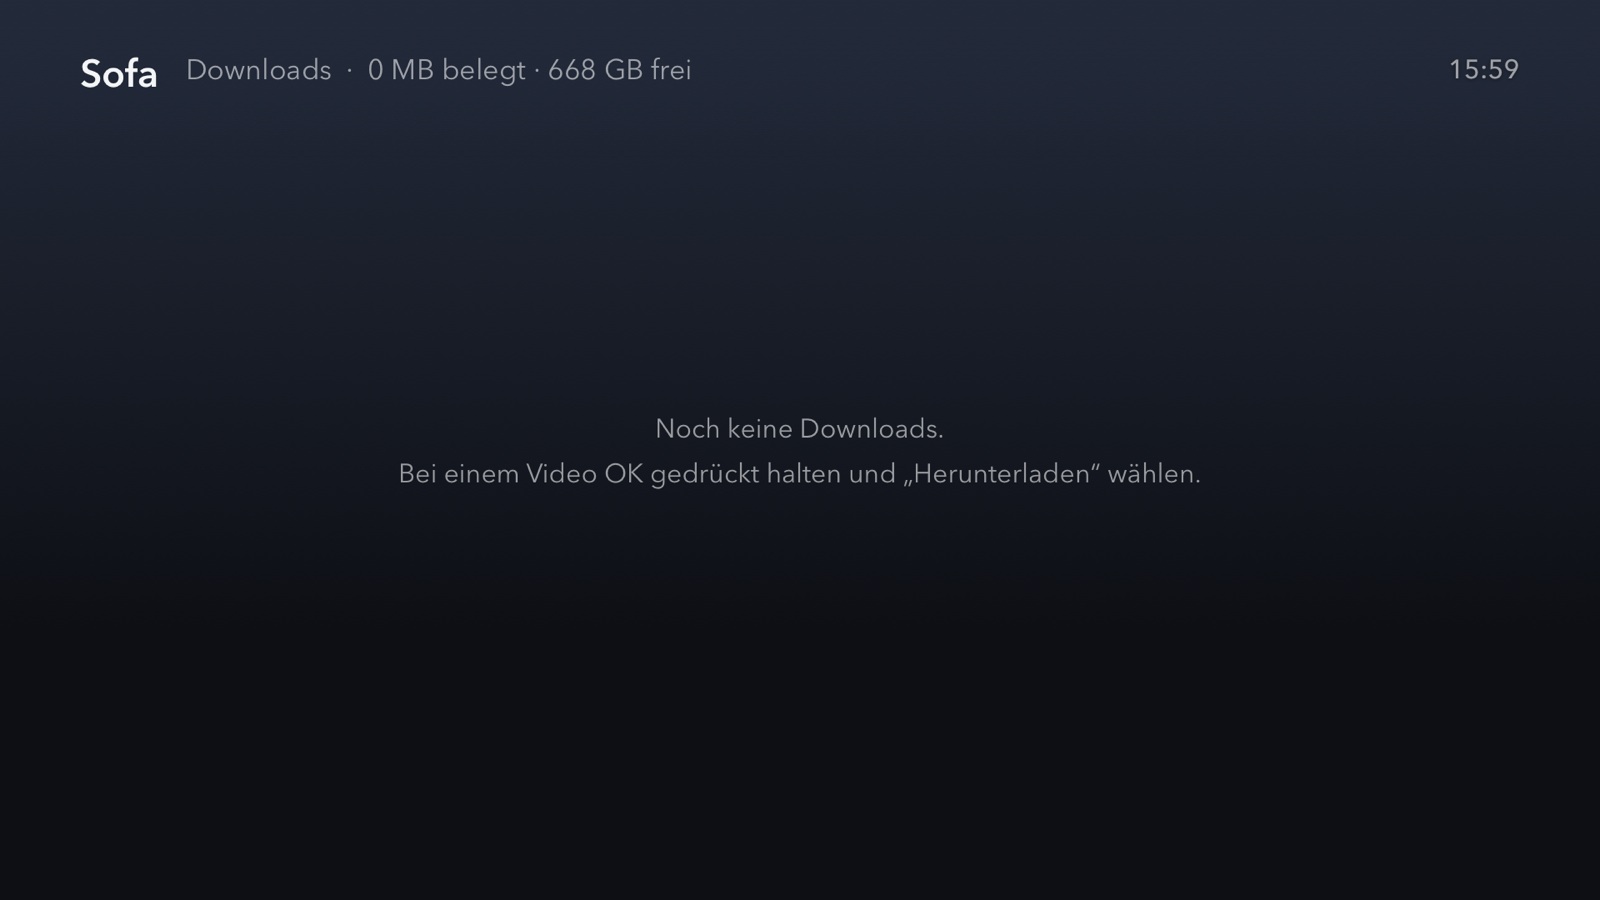 Sofa Downloads · 0 MB belegt · 668 GB frei 15:59
Noch keine Downloads.
Bei einem Video OK gedrückt halten und „Herunterladen“ wählen.